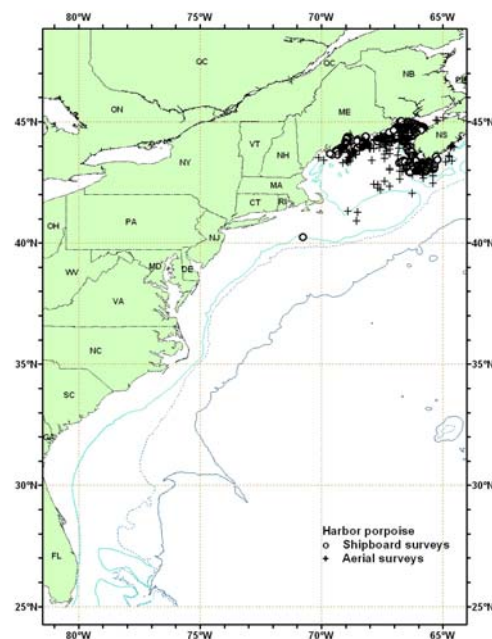 80°W 75°W 70°W 65°W
QC QC NB
ON ME
45°N 45°N
NS
VT
NY NH
MA
CT RI
PA
OH NJ
40°N 40°N
MD DE
WV
VA
NC
35°N 35°N
SC
GA
30°N 30°N
Harbor porpoise
Shipboard surveys
FL Aerial surveys
25°N 25°N
80°W 75°W 70°W 65°W